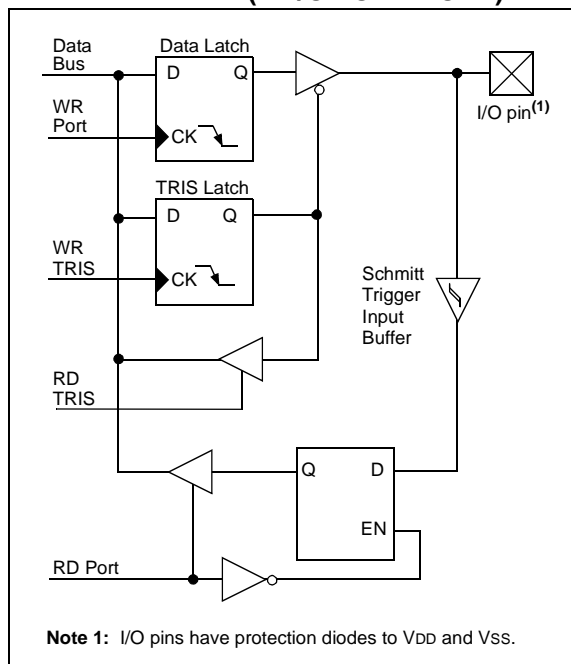 Data
Bus
Data Latch
D
Q
WR
Port
CK
I/O pin(1)
TRIS Latch
D
Q
WR
TRIS
CK
Schmitt
Trigger
Input
Buffer
RD
TRIS
Q
D
EN
RD Port
Note 1: I/O pins have protection diodes to VDD and VSS.